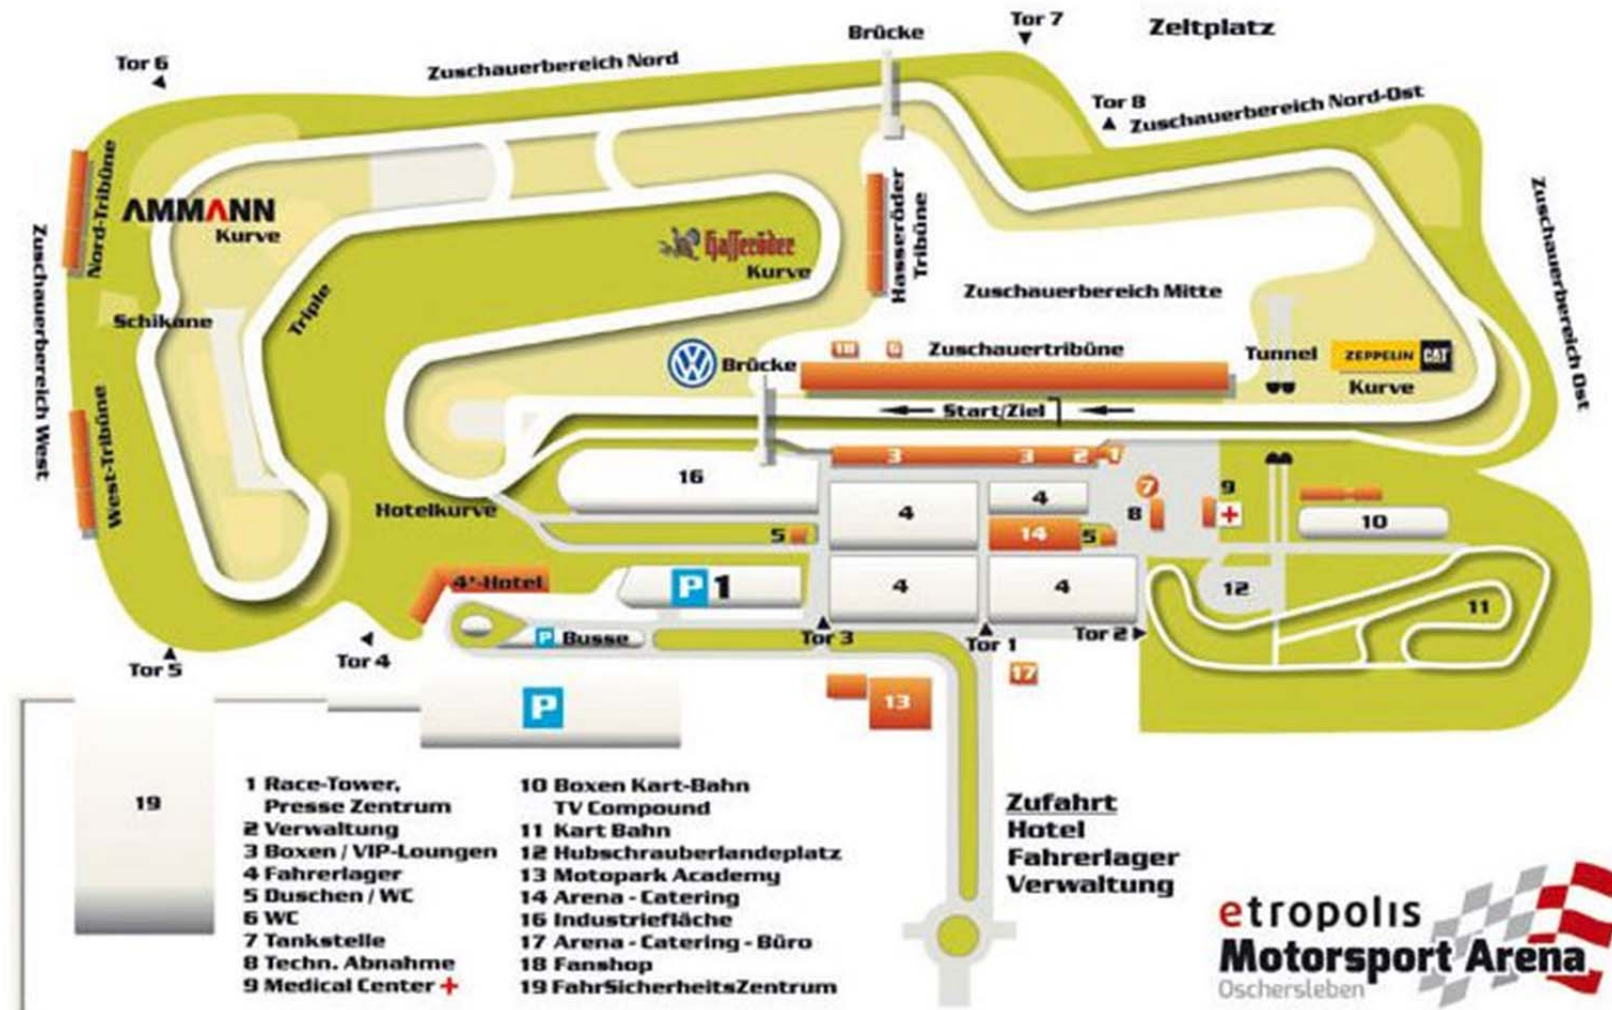 Tor 7
Zeltplatz
Brücke
Tor 6
Zuschauerbereich Nord
Tor 8
Zuschauerbereich Nord-Ost
Nord-Tribüne
AMMANN
Kurve
Hasseröder
Kurve
Hasseröder
Tribüne
Zuschauerbereich Ost
Zuschauerbereich West
Schikane
Triple
Zuschauerbereich Mitte
18
6
Zuschauertribüne
Tunnel
ZEPPELIN CAT
Kurve
VW
Brücke
Start/Ziel
West-Tribüne
3
3
2
1
16
Hotelkurve
4
4
7
8
9
10
5
14
5
4*-Hotel
P 1
4
4
12
11
P Busse
Tor 3
Tor 1
Tor 2
Tor 4
Tor 5
17
13
P
19
1 Race-Tower,
Presse Zentrum
2 Verwaltung
3 Boxen / VIP-Loungen
4 Fahrerlager
5 Duschen / WC
6 WC
7 Tankstelle
8 Techn. Abnahme
9 Medical Center
10 Boxen Kart-Bahn
TV Compound
11 Kart Bahn
12 Hubschrauberlandeplatz
13 Motopark Academy
14 Arena - Catering
16 Industriefläche
17 Arena - Catering - Büro
18 Fanshop
19 FahrSicherheitsZentrum
Zufahrt
Hotel
Fahrerlager
Verwaltung
etropolis
Motorsport Arena
Oschersleben